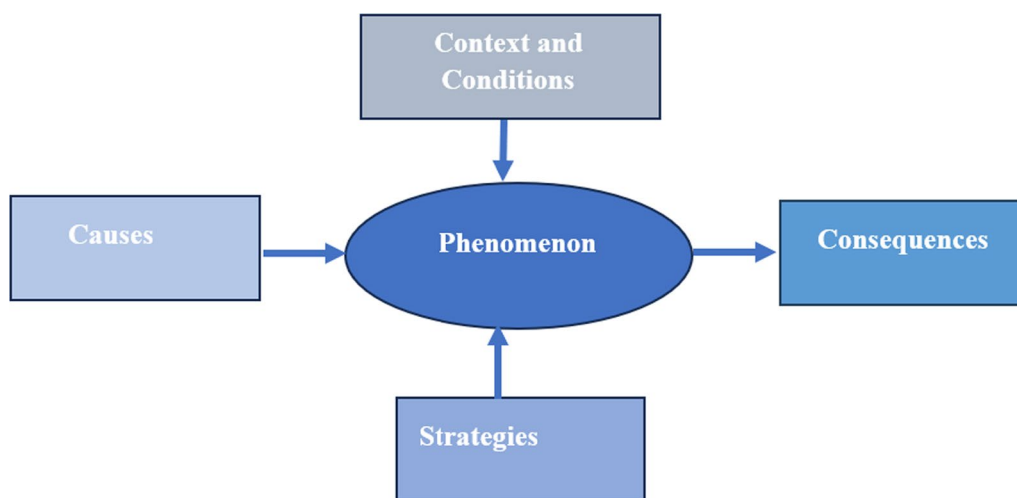 Context and
Conditions
Causes
Phenomenon
Consequences
Strategies